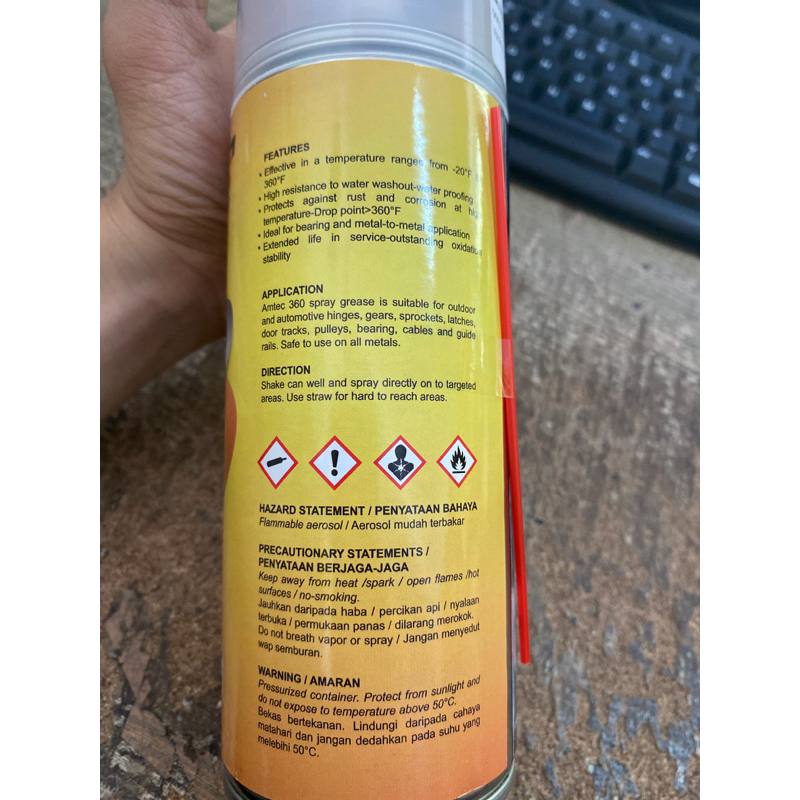 FEATURES
• Effective in a temperature ranges from -20°F
360°F
• High resistance to water washout-water proofing
• Protects against rust and corrosion at
temperature-Drop point>360°F
• Ideal for bearing and metal-to-metal application
• Extended life in service-outstanding oxidation
stability
APPLICATION
Amtec 360 spray grease is suitable for outdoor
and automotive hinges, gears, sprockets, latches,
door tracks, pulleys, bearing, cables and guide
rails. Safe to use on all metals.
DIRECTION
Shake can well and spray directly on to targeted
areas. Use straw for hard to reach areas.
HAZARD STATEMENT / PENYATAAN BAHAYA
Flammable aerosol / Aerosol mudah terbakar
PRECAUTIONARY STATEMENTS /
PENYATAAN BERJAGA-JAGA
Keep away from heat /spark / open flames /hot
surfaces / no-smoking.
Jauhkan daripada haba / percikan api / nyalaan
terbuka / permukaan panas / dilarang merokok.
Do not breath vapor or spray / Jangan menyedut
wap semburan.
WARNING / AMARAN
Pressurized container. Protect from sunlight and
do not expose to temperature above 50°C.
Bekas bertekanan. Lindungi daripada cahaya
matahari dan jangan dedahkan pada suhu yang
melebihi 50°C.